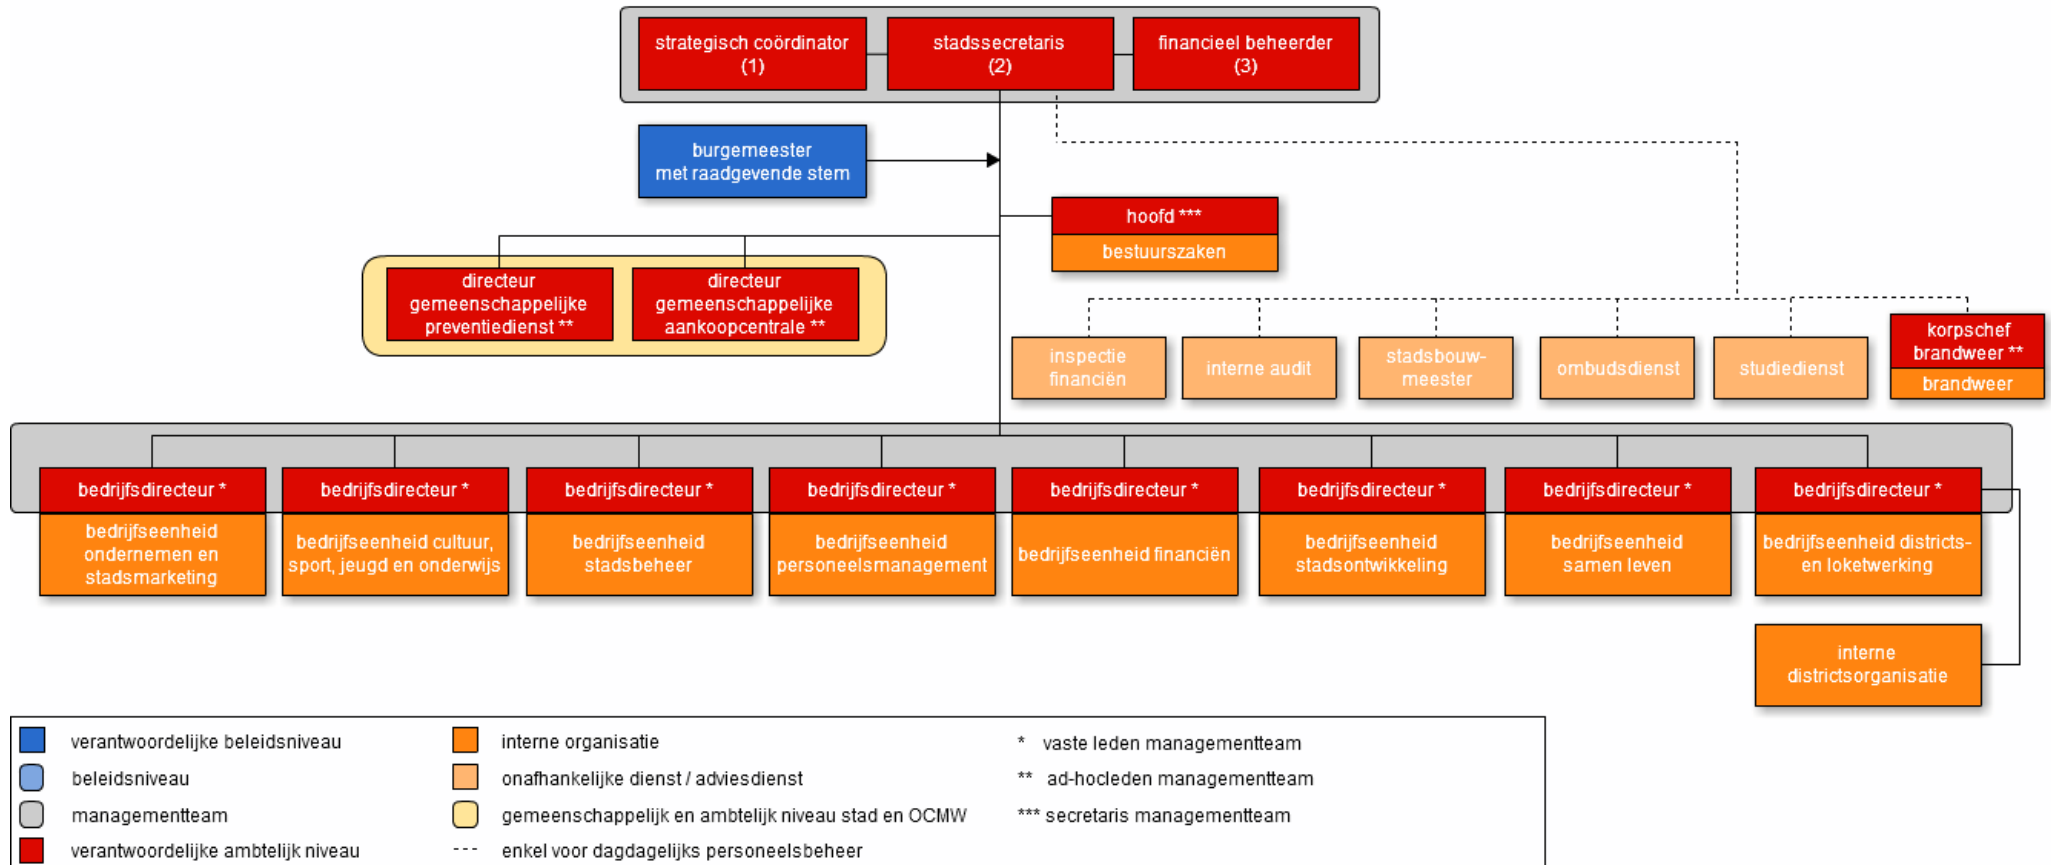 strategisch coördinator
(1)
stadssecretaris
(2)
financieel beheerder
(3)
burgemeester
met raadgevende stem
hoofd ***
bestuurszaken
directeur
gemeenschappelijke
preventiedienst **
directeur
gemeenschappelijke
aankoopcentrale **
inspectie
financiën
interne audit
stadsbouw-
meester
ombudsdienst
studiedienst
korpschef
brandweer **
brandweer
bedrijfsdirecteur *
bedrijfseenheid
ondernemen en
stadsmarketing
bedrijfsdirecteur *
bedrijfseenheid cultuur,
sport, jeugd en onderwijs
bedrijfsdirecteur *
bedrijfseenheid
stadsbeheer
bedrijfsdirecteur *
bedrijfseenheid
personeelsmanagement
bedrijfsdirecteur *
bedrijfseenheid financiën
bedrijfsdirecteur *
bedrijfseenheid
stadsontwikkeling
bedrijfsdirecteur *
bedrijfseenheid
samen leven
bedrijfsdirecteur *
bedrijfseenheid districts-
en loketwerking
interne
districtsorganisatie
verantwoordelijke beleidsniveau
beleidsniveau
managementteam
verantwoordelijke ambtelijk niveau
interne organisatie
onafhankelijke dienst / adviesdienst
gemeenschappelijk en ambtelijk niveau stad en OCMW
--- enkel voor dagdagelijks personeelsbeheer
* vaste leden managementteam
** ad-hocleden managementteam
*** secretaris managementteam